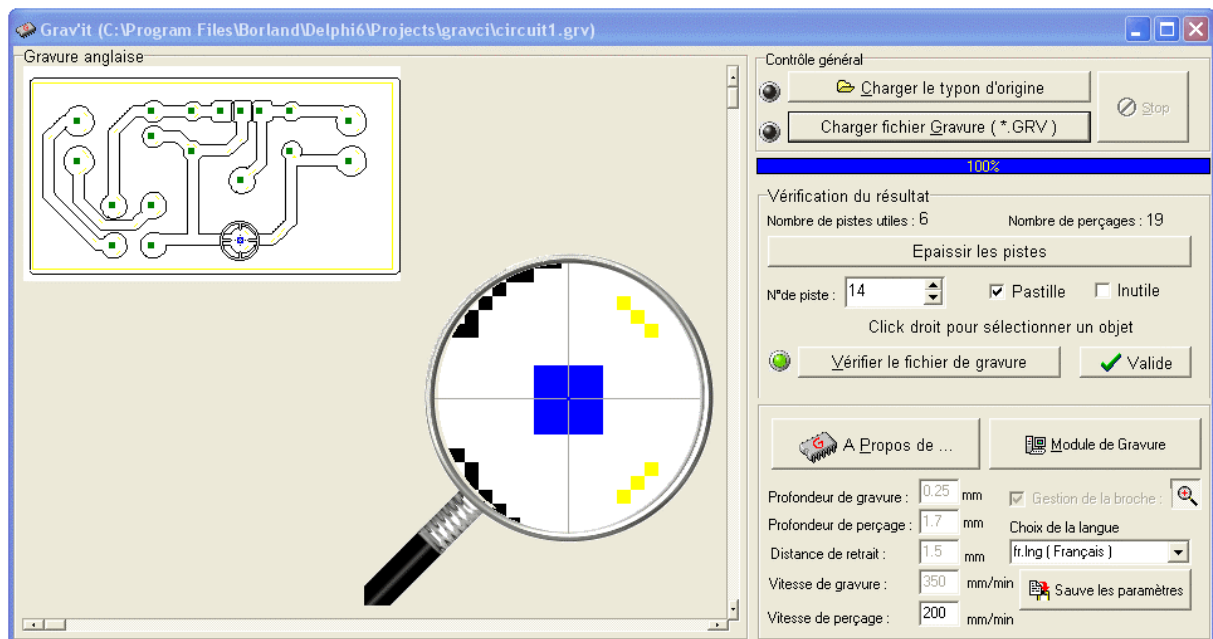 Grav'it (C:\Program Files\Borland\Delphi6\Projects\gravci\circuit1.grv)
Gravure anglaise
Contrôle général
Charger le typon d'origine
Charger fichier Gravure ( *.GRV )
Stop
100%
Vérification du résultat
Nombre de pistes utiles : 6
Nombre de perçages : 19
Epaissir les pistes
N°de piste : 14
Pastille
Inutile
Click droit pour sélectionner un objet
Vérifier le fichier de gravure
Valide
A Propos de ...
Module de Gravure
Profondeur de gravure : 0.25 mm
Gestion de la broche :
Profondeur de perçage : 1.7 mm
Choix de la langue
Distance de retrait : 1.5 mm
fr.lng ( Français )
Vitesse de gravure : 350 mm/min
Sauve les paramètres
Vitesse de perçage : 200 mm/min